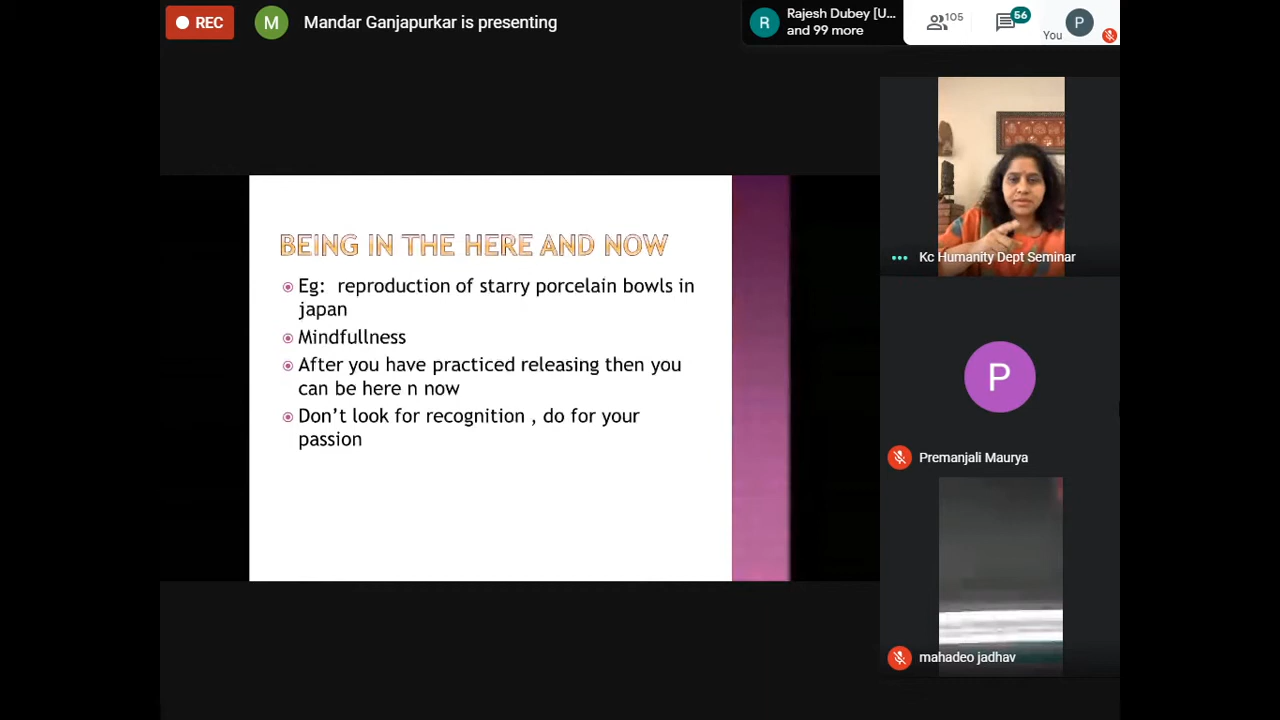 REC
M
Mandar Ganjapurkar is presenting
R
Rajesh Dubey [U...
and 99 more
105
56
You
P
BEING IN THE HERE AND NOW
Eg: reproduction of starry porcelain bowls in
japan
Mindfullness
After you have practiced releasing then you
can be here n now
Don't look for recognition , do for your
passion
Kc Humanity Dept Seminar
P
Premanjali Maurya
mahadeo jadhav